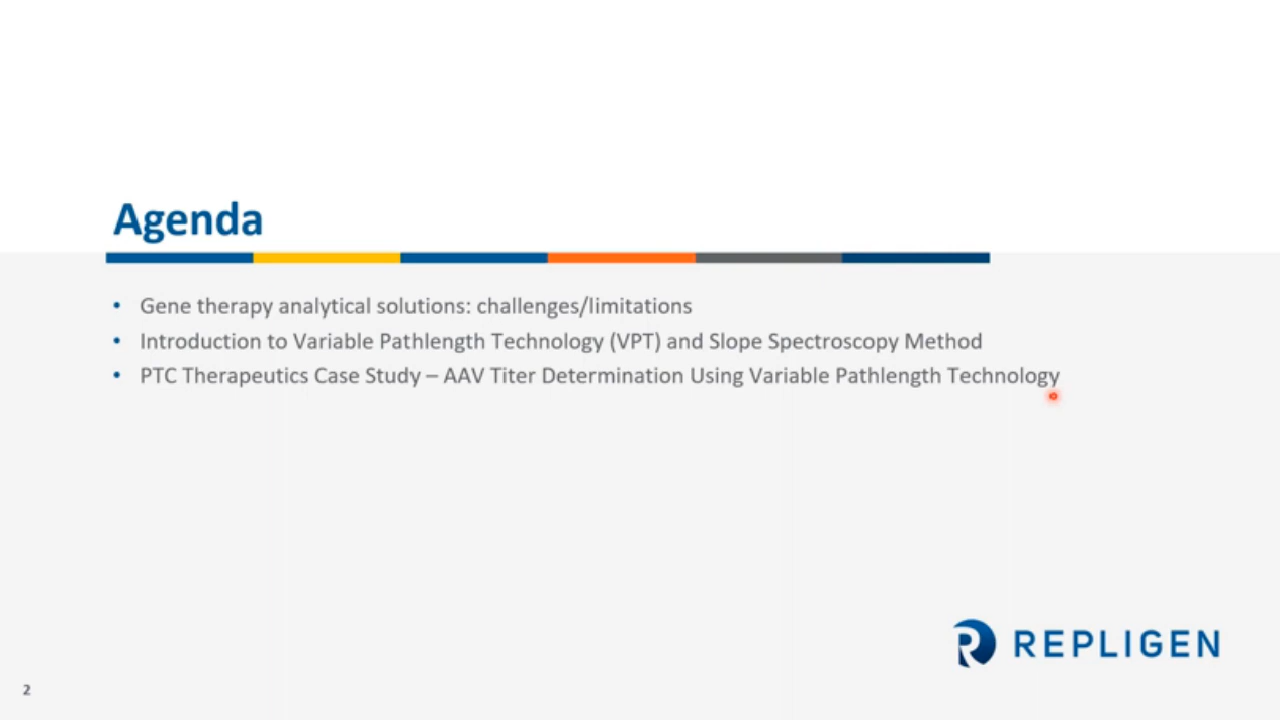 Agenda
• Gene therapy analytical solutions: challenges/limitations
• Introduction to Variable Pathlength Technology (VPT) and Slope Spectroscopy Method
• PTC Therapeutics Case Study – AAV Titer Determination Using Variable Pathlength Technology
REPLIGEN
2